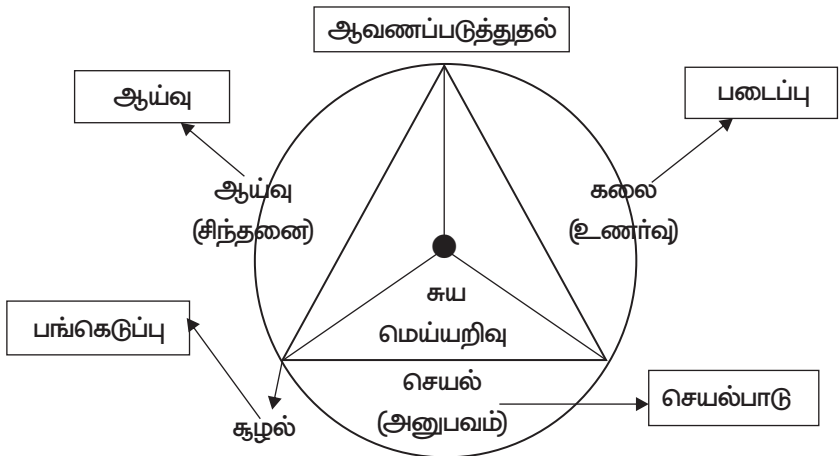 ஆவணப்படுத்துதல்
ஆய்வு
படைப்பு
ஆய்வு
(சிந்தனை)
கலை
(உணர்வு)
சுய
மெய்யறிவு
பங்கெடுப்பு
செயல்
(அனுபவம்)
செயல்பாடு
சூழல்